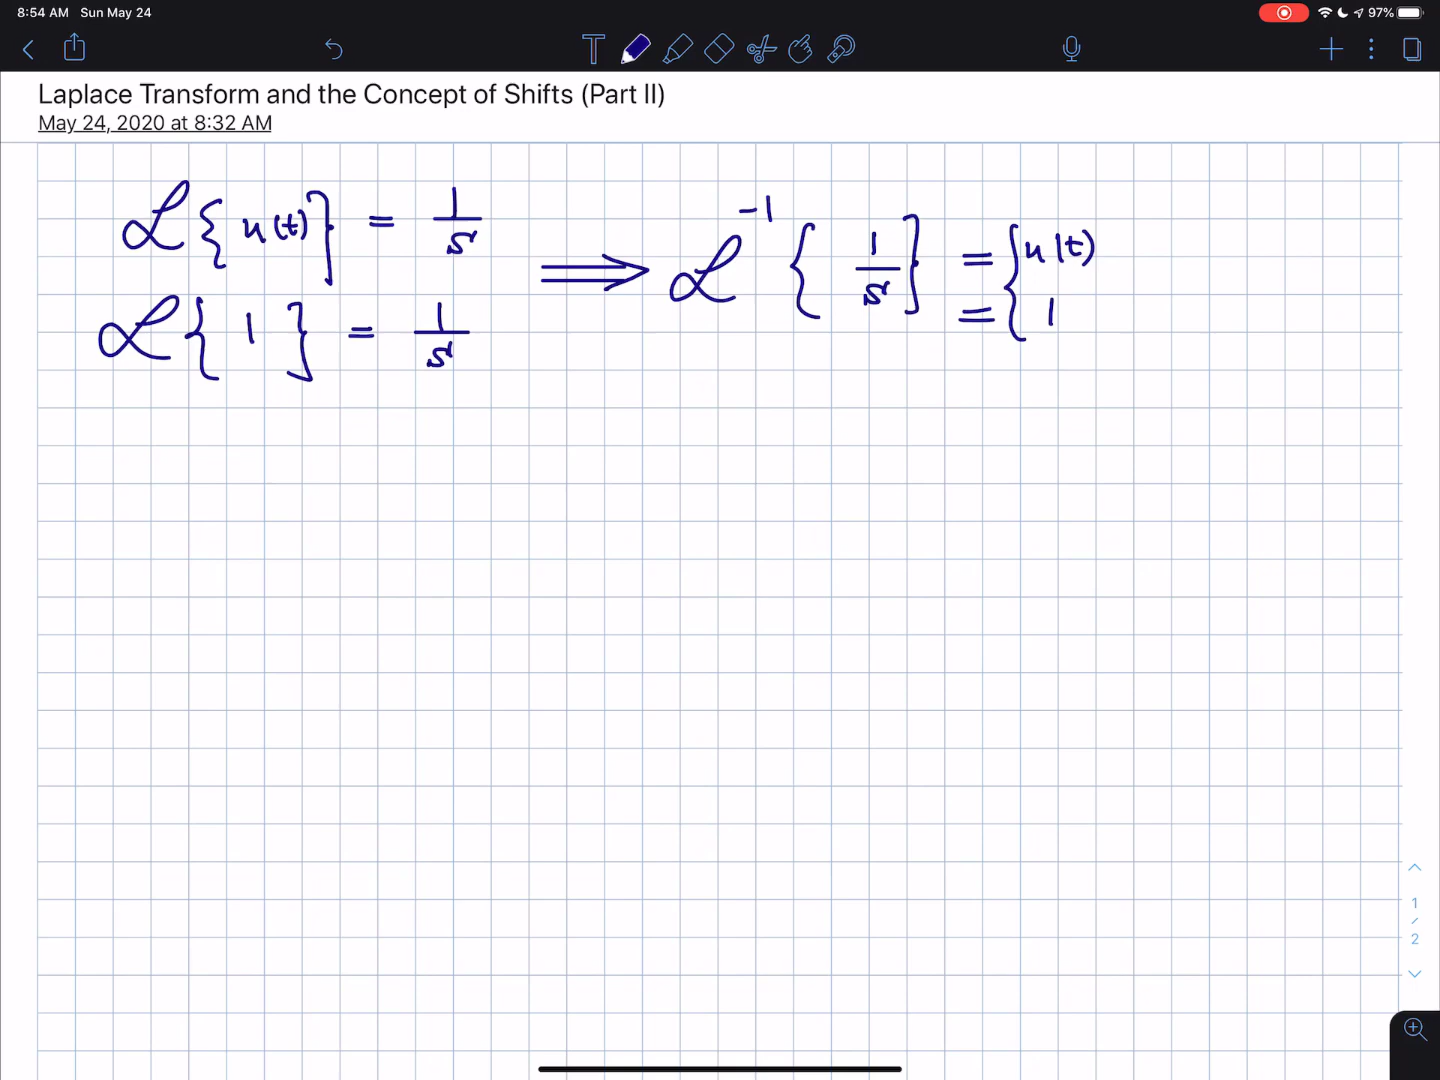 8:54 AM Sun May 24
97%
Laplace Transform and the Concept of Shifts (Part II)
May 24, 2020 at 8:32 AM
ℒ{u(t)} = 1/s ⟹ ℒ⁻¹{1/s} = { u(t)
ℒ{1} = 1/s = { 1
1
/
2